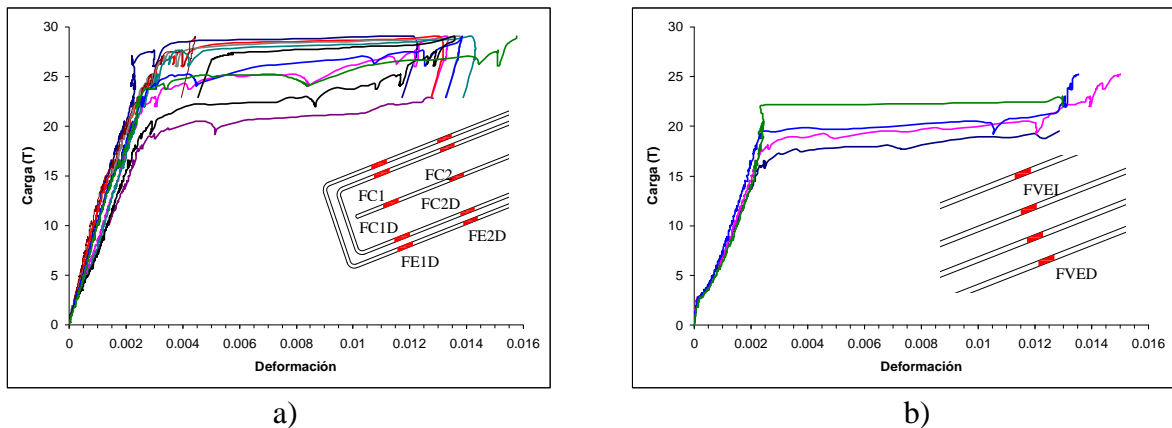 30
25
20
15
10
5
0
Carga (T)
0 0.002 0.004 0.006 0.008 0.01 0.012 0.014 0.016
Deformación
FC1
FC2
FC1D
FC2D
FE1D
FE2D
a)
30
25
20
15
10
5
0
Carga (T)
0 0.002 0.004 0.006 0.008 0.01 0.012 0.014 0.016
Deformación
FVEI
FVED
b)